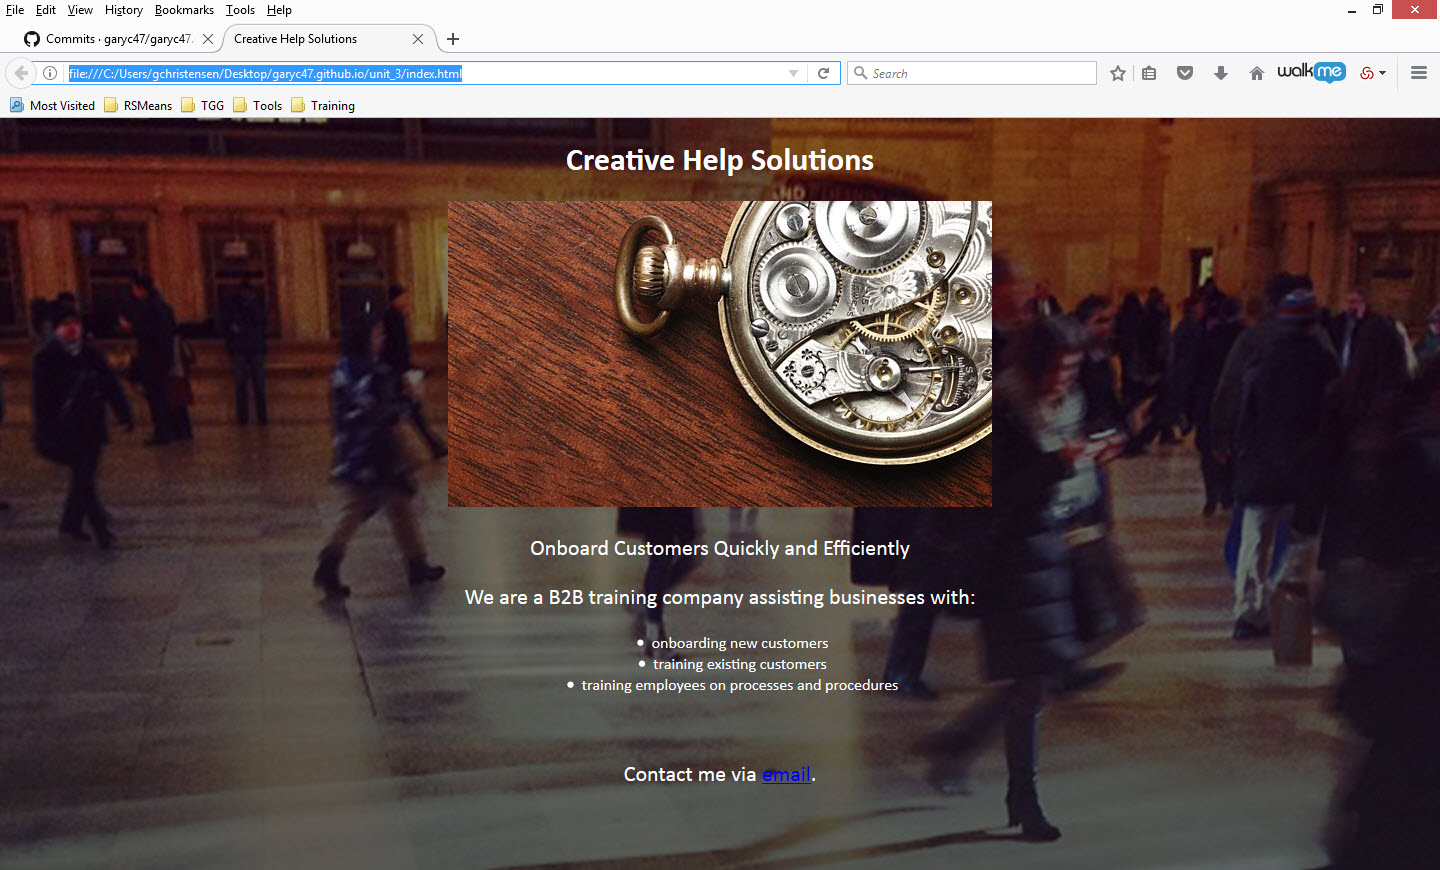 File Edit View History Bookmarks Tools Help
Commits · garyc47/garyc47. Creative Help Solutions
file:///C:/Users/gchristensen/Desktop/garyc47.github.io/unit_3/index.html Search walkme
Most Visited RSMeans TGG Tools Training
Creative Help Solutions
Onboard Customers Quickly and Efficiently
We are a B2B training company assisting businesses with:
• onboarding new customers
• training existing customers
• training employees on processes and procedures
Contact me via email.